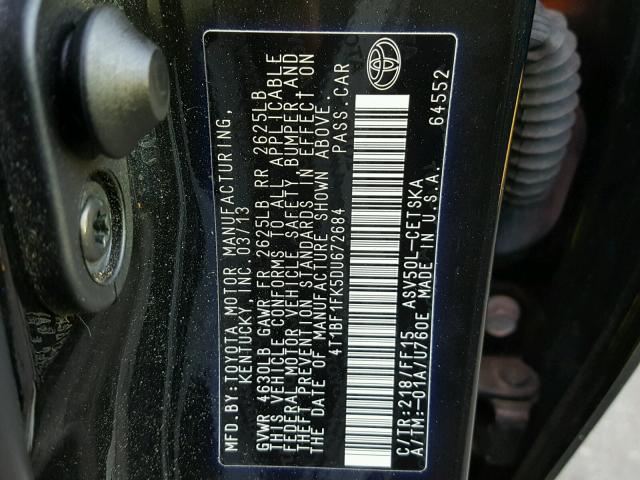 MFD.BY:TOYOTA MOTOR MANUFACTURING,
KENTUCKY, INC. 03/13
GVWR 4630LB GAWR FR 2625LB RR 2625LB
THIS VEHICLE CONFORMS TO ALL APPLICABLE
FEDERAL MOTOR VEHICLE SAFETY, BUMPER AND
THEFT PREVENTION STANDARDS IN EFFECT ON
THE DATE OF MANUFACTURE SHOWN ABOVE.
4T1BF1FK5DU672684 PASS.CAR
C/TR:218/FF15 ASV50L-CETSKA
A/TM:-01A/U760E MADE IN U.S.A.
64552